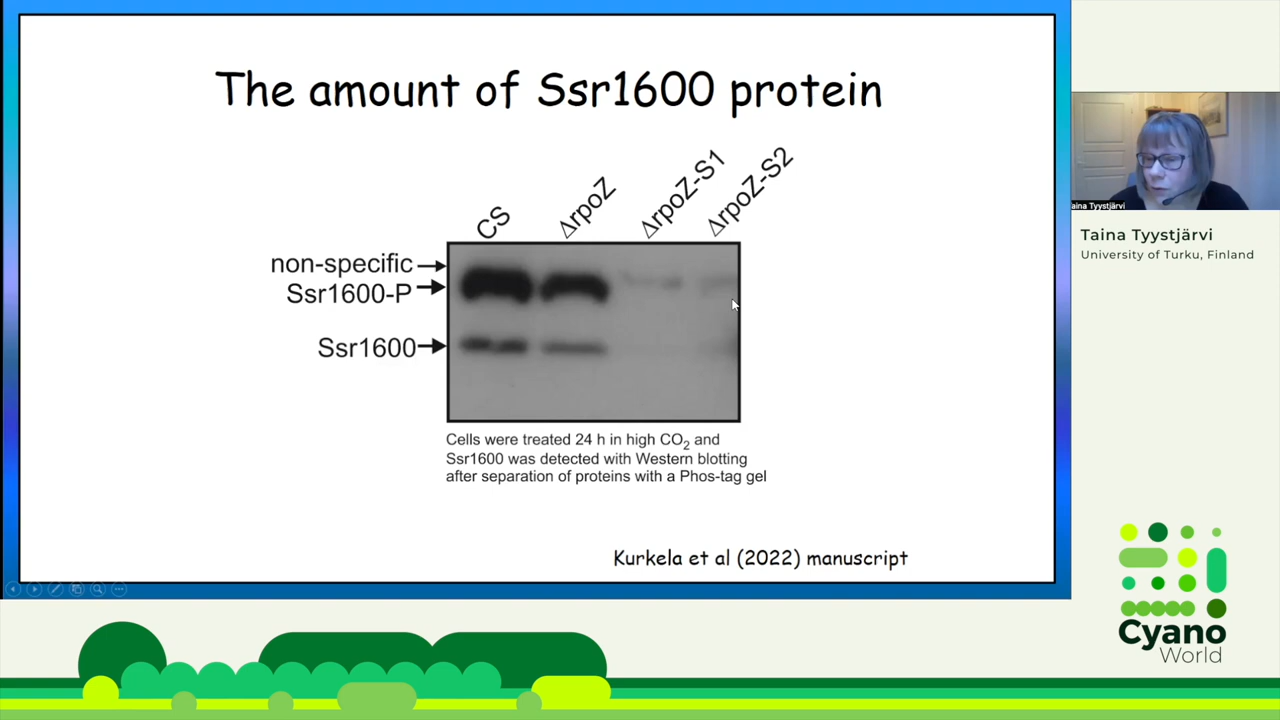 The amount of Ssr1600 protein
CS
ΔrpoZ
ΔrpoZ-S1
ΔrpoZ-S2
non-specific
Ssr1600-P
Ssr1600
Cells were treated 24 h in high CO₂ and
Ssr1600 was detected with Western blotting
after separation of proteins with a Phos-tag gel
Kurkela et al (2022) manuscript
aina Tyystjärvi
Taina Tyystjärvi
University of Turku, Finland
Cyano
World